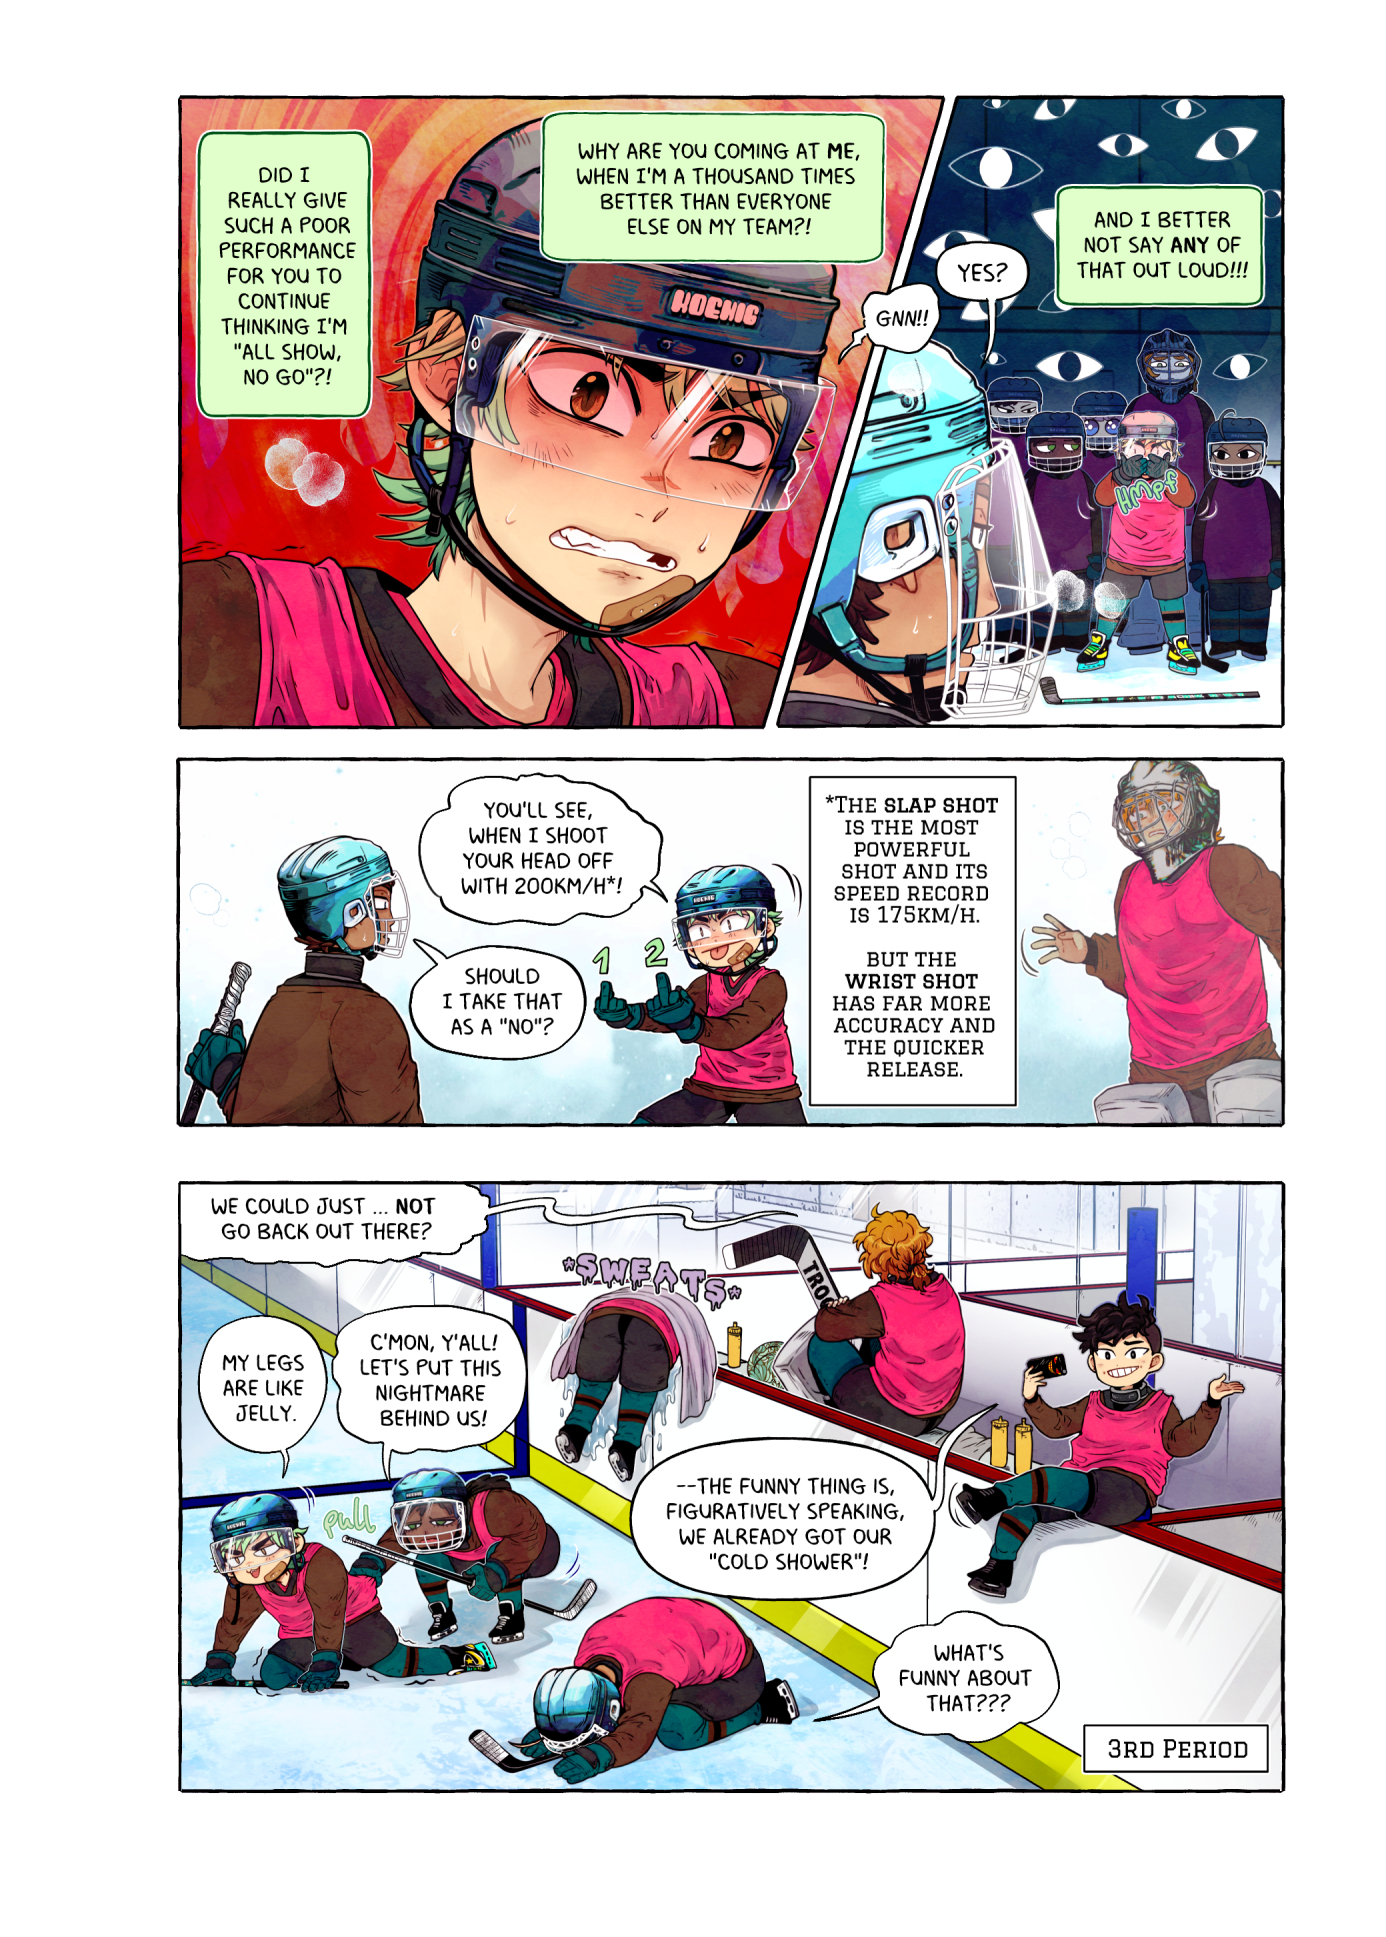 DID I
REALLY GIVE
SUCH A POOR
PERFORMANCE
FOR YOU TO
CONTINUE
THINKING I'M
"ALL SHOW,
NO GO"?!
WHY ARE YOU COMING AT ME,
WHEN I'M A THOUSAND TIMES
BETTER THAN EVERYONE
ELSE ON MY TEAM?!
KOENIG
GNN!!
YES?
AND I BETTER
NOT SAY ANY OF
THAT OUT LOUD!!!
HMPF
YOU'LL SEE,
WHEN I SHOOT
YOUR HEAD OFF
WITH 200KM/H*!
SHOULD
I TAKE THAT
AS A "NO"?
1 2
KOENIG
*THE SLAP SHOT
IS THE MOST
POWERFUL
SHOT AND ITS
SPEED RECORD
IS 175KM/H.
BUT THE
WRIST SHOT
HAS FAR MORE
ACCURACY AND
THE QUICKER
RELEASE.
WE COULD JUST ... NOT
GO BACK OUT THERE?
*SWEATS*
MY LEGS
ARE LIKE
JELLY.
C'MON, Y'ALL!
LET'S PUT THIS
NIGHTMARE
BEHIND US!
pull
KOENIG
--THE FUNNY THING IS,
FIGURATIVELY SPEAKING,
WE ALREADY GOT OUR
"COLD SHOWER"!
WHAT'S
FUNNY ABOUT
THAT???
3RD PERIOD